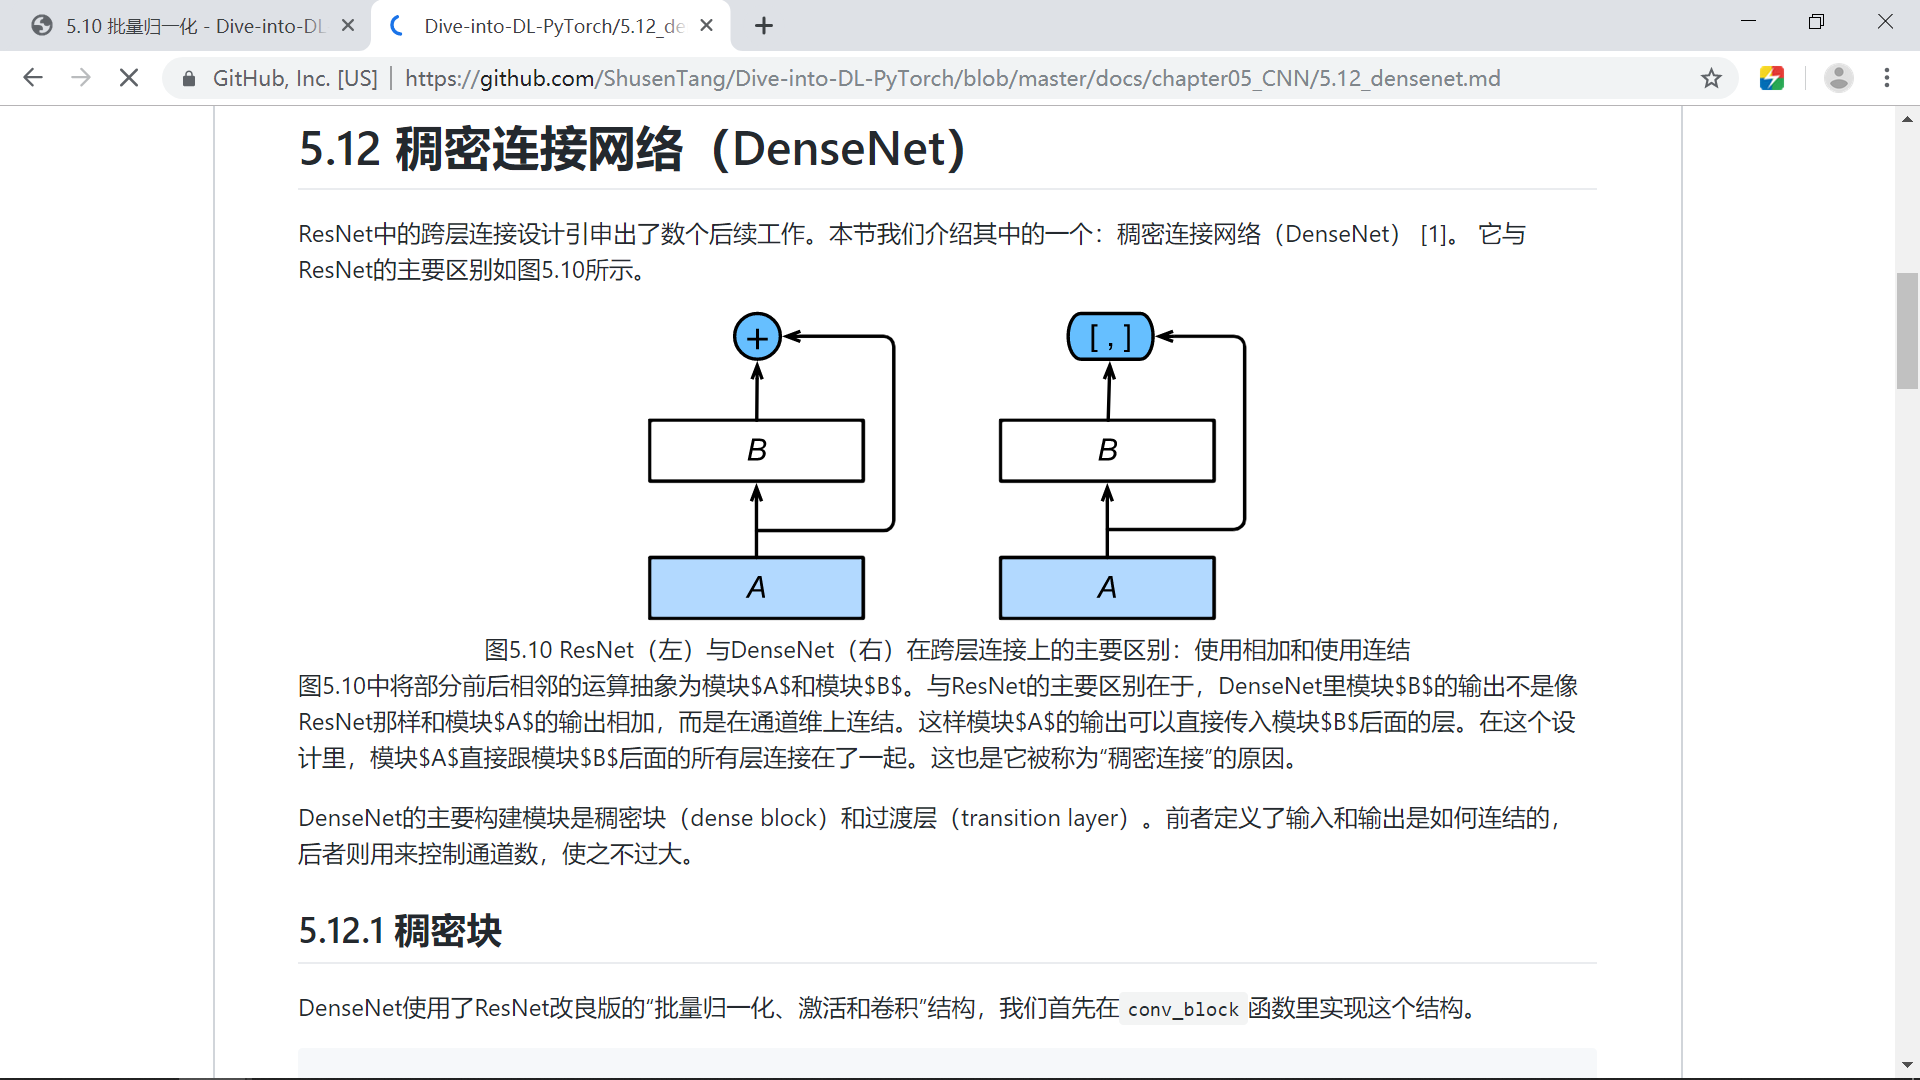 5.10 批量归一化 - Dive-into-DL
Dive-into-DL-PyTorch/5.12_de
GitHub, Inc. [US] | https://github.com/ShusenTang/Dive-into-DL-PyTorch/blob/master/docs/chapter05_CNN/5.12_densenet.md
5.12 稠密连接网络（DenseNet）
ResNet中的跨层连接设计引申出了数个后续工作。本节我们介绍其中的一个：稠密连接网络（DenseNet） [1]。 它与
ResNet的主要区别如图5.10所示。
+
[ , ]
B
B
A
A
图5.10 ResNet（左）与DenseNet（右）在跨层连接上的主要区别：使用相加和使用连结
图5.10中将部分前后相邻的运算抽象为模块$A$和模块$B$。与ResNet的主要区别在于，DenseNet里模块$B$的输出不是像
ResNet那样和模块$A$的输出相加，而是在通道维上连结。这样模块$A$的输出可以直接传入模块$B$后面的层。在这个设
计里，模块$A$直接跟模块$B$后面的所有层连接在了一起。这也是它被称为“稠密连接”的原因。
DenseNet的主要构建模块是稠密块（dense block）和过渡层（transition layer）。前者定义了输入和输出是如何连结的，
后者则用来控制通道数，使之不过大。
5.12.1 稠密块
DenseNet使用了ResNet改良版的“批量归一化、激活和卷积”结构，我们首先在 conv_block 函数里实现这个结构。